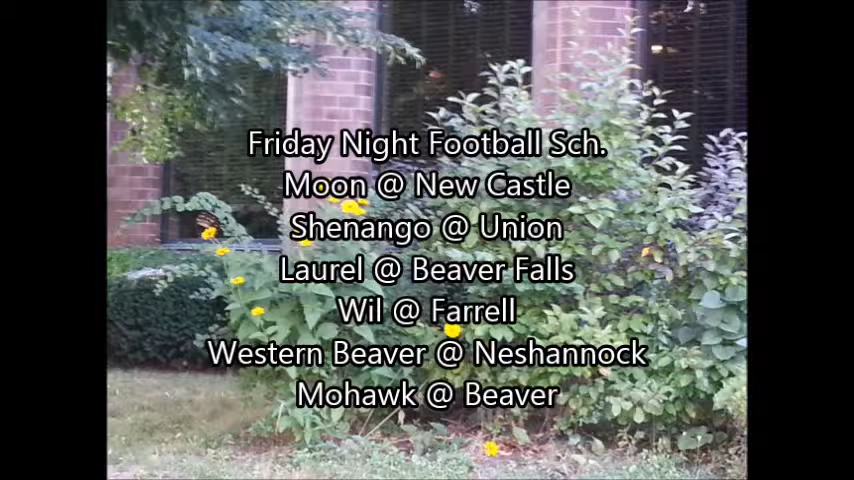 Friday Night Football Sch.
Moon @ New Castle
Shenango @ Union
Laurel @ Beaver Falls
Wil @ Farrell
Western Beaver @ Neshannock
Mohawk @ Beaver